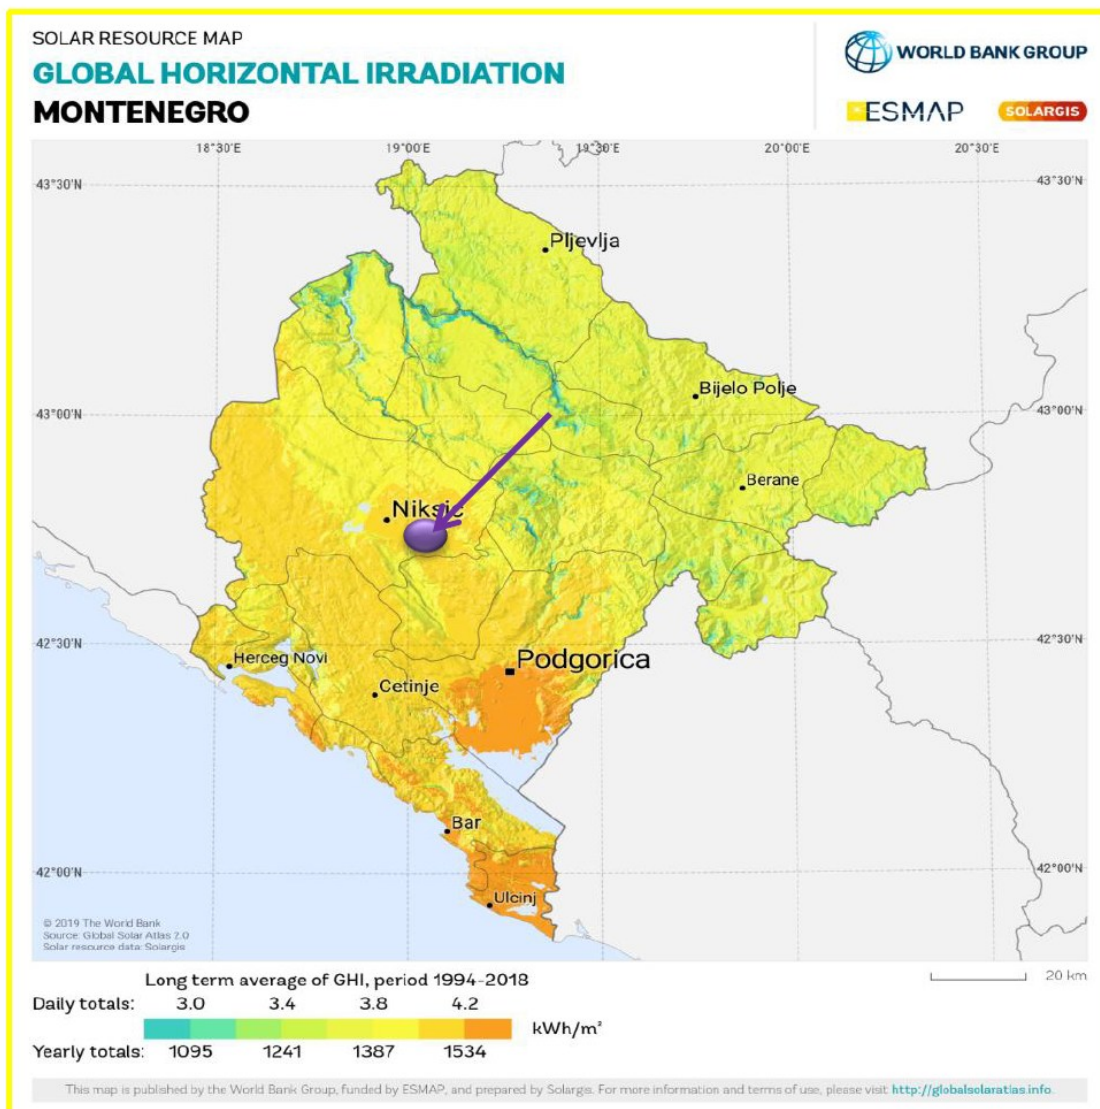 SOLAR RESOURCE MAP
GLOBAL HORIZONTAL IRRADIATION
MONTENEGRO
WORLD BANK GROUP
ESMAP
SOLARGIS
18°30'E 19°00'E 19°30'E 20°00'E 20°30'E
43°30'N 43°30'N
Pljevlja
Bijelo Polje
43°00'N 43°00'N
Berane
Niksic
42°30'N 42°30'N
Herceg Novi
Podgorica
Cetinje
Bar
42°00'N 42°00'N
Ulcinj
© 2019 The World Bank
Source: Global Solar Atlas 2.0
Solar resource data: Solargis
Long term average of GHI, period 1994-2018
20 km
Daily totals: 3.0 3.4 3.8 4.2
kWh/m²
Yearly totals: 1095 1241 1387 1534
This map is published by the World Bank Group, funded by ESMAP, and prepared by Solargis. For more information and terms of use, please visit http://globalsolaratlas.info.